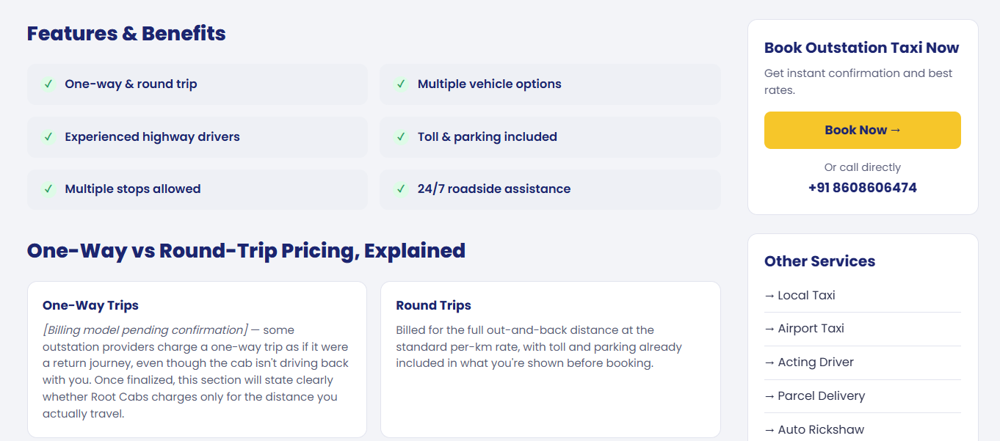 Features & Benefits
✓ One-way & round trip
✓ Multiple vehicle options
✓ Experienced highway drivers
✓ Toll & parking included
✓ Multiple stops allowed
✓ 24/7 roadside assistance
One-Way vs Round-Trip Pricing, Explained
One-Way Trips
[Billing model pending confirmation] — some
outstation providers charge a one-way trip as if it were
a return journey, even though the cab isn't driving back
with you. Once finalized, this section will state clearly
whether Root Cabs charges only for the distance you
actually travel.
Round Trips
Billed for the full out-and-back distance at the
standard per-km rate, with toll and parking already
included in what you're shown before booking.
Book Outstation Taxi Now
Get instant confirmation and best
rates.
Book Now →
Or call directly
+91 8608606474
Other Services
→ Local Taxi
→ Airport Taxi
→ Acting Driver
→ Parcel Delivery
→ Auto Rickshaw